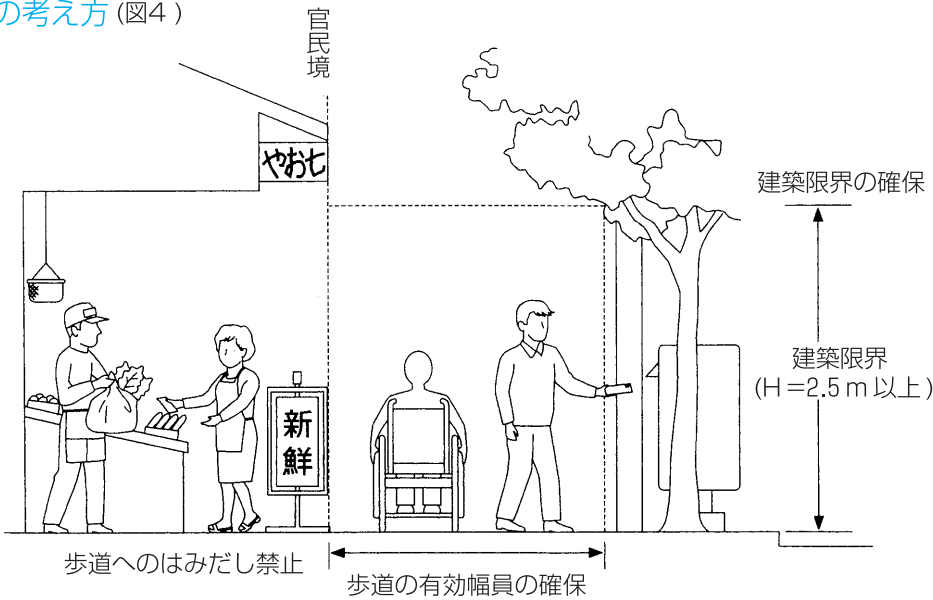 の考え方 (図4)
官民境
やお七
建築限界の確保
建築限界
(H=2.5m以上)
新鮮
歩道へのはみだし禁止
歩道の有効幅員の確保